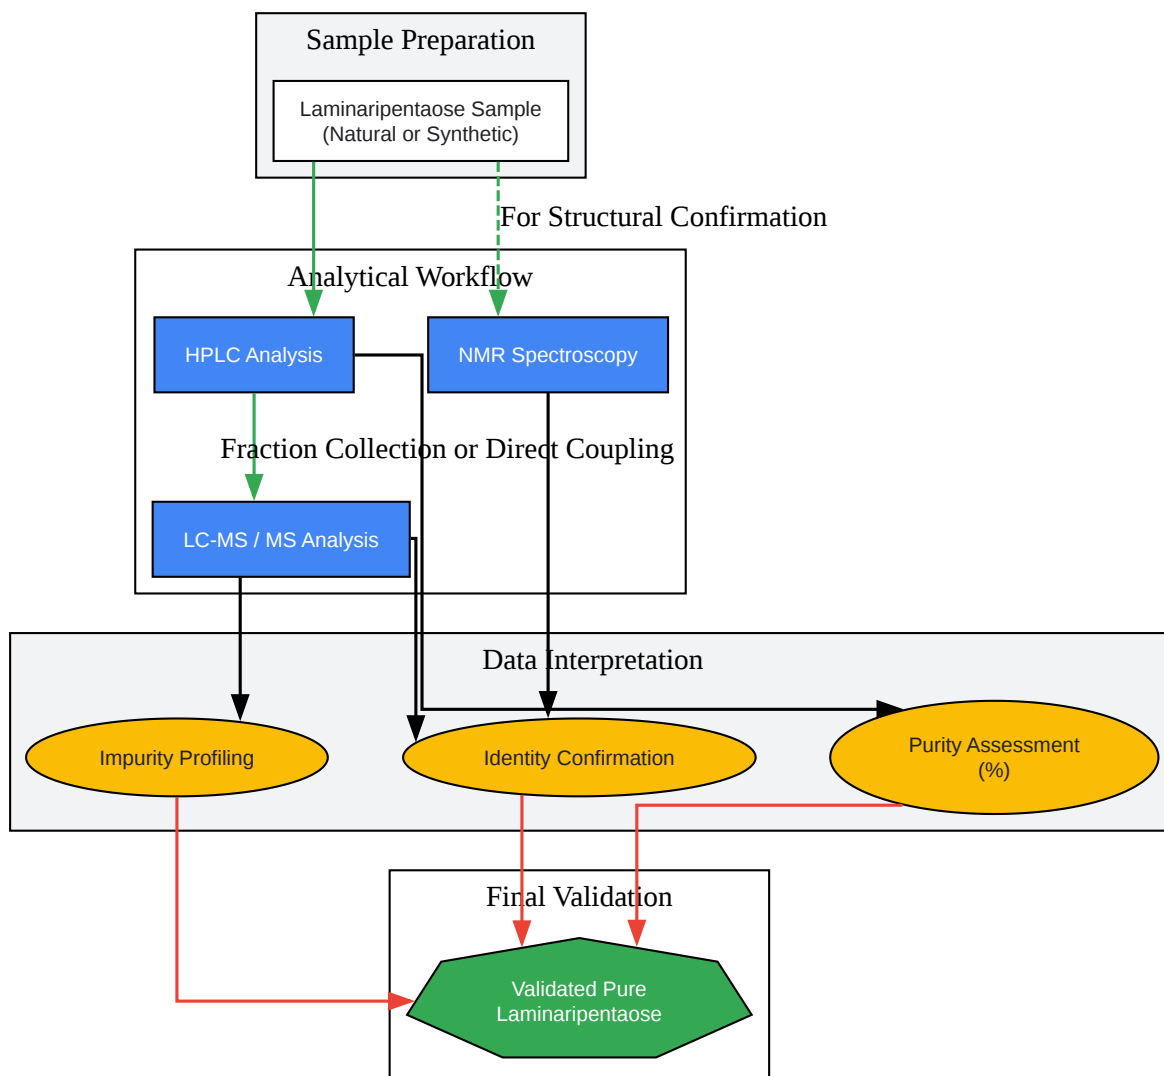 Sample Preparation
Laminaripentaose Sample
(Natural or Synthetic)
For Structural Confirmation
Analytical Workflow
HPLC Analysis
NMR Spectroscopy
Fraction Collection or Direct Coupling
LC-MS / MS Analysis
Data Interpretation
Impurity Profiling
Identity Confirmation
Purity Assessment
(%)
Final Validation
Validated Pure
Laminaripentaose